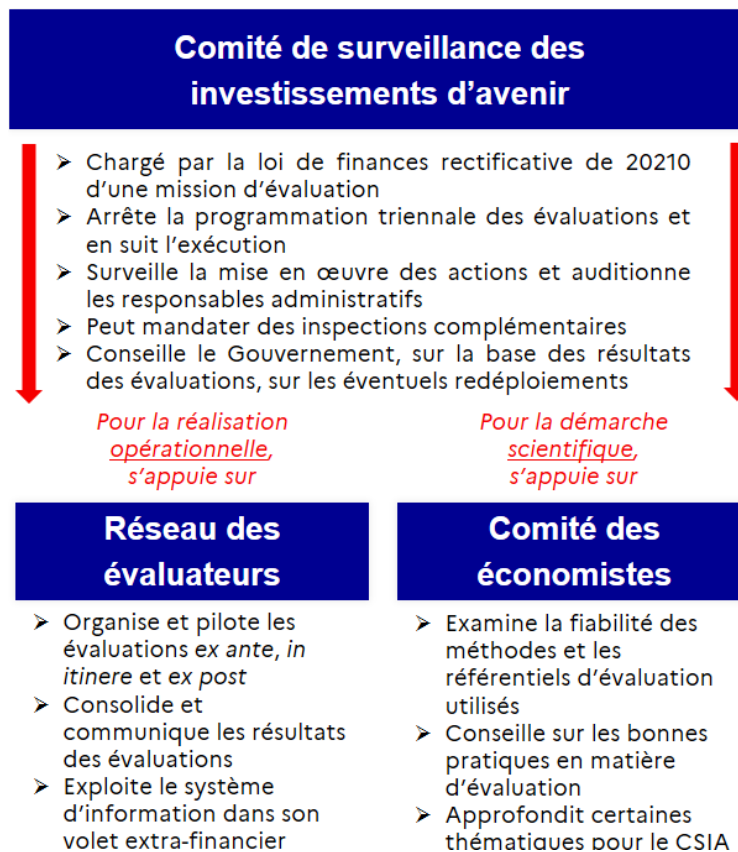 Comité de surveillance des
investissements d'avenir
➢ Chargé par la loi de finances rectificative de 20210
d'une mission d'évaluation
➢ Arrête la programmation triennale des évaluations et
en suit l'exécution
➢ Surveille la mise en œuvre des actions et auditionne
les responsables administratifs
➢ Peut mandater des inspections complémentaires
➢ Conseille le Gouvernement, sur la base des résultats
des évaluations, sur les éventuels redéploiements
Pour la réalisation
opérationnelle,
s'appuie sur
Pour la démarche
scientifique,
s'appuie sur
Réseau des
évaluateurs
➢ Organise et pilote les
évaluations ex ante, in
itinere et ex post
➢ Consolide et
communique les résultats
des évaluations
➢ Exploite le système
d'information dans son
volet extra-financier
Comité des
économistes
➢ Examine la fiabilité des
méthodes et les
référentiels d'évaluation
utilisés
➢ Conseille sur les bonnes
pratiques en matière
d'évaluation
➢ Approfondit certaines
thématiques pour le CSIA